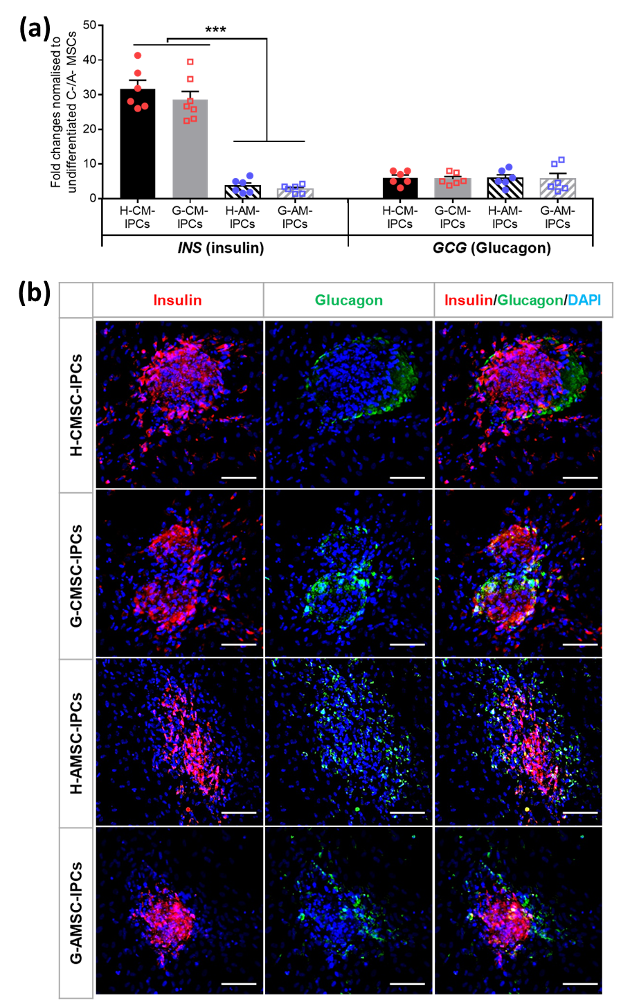 (a)
Fold changes nomalised to
undifferentiated C-/A- MSCs
50
40
30
20
10
0
***
H-CM-
IPCs
G-CM-
IPCs
H-AM-
IPCs
G-AM-
IPCs
H-CM-
IPCs
G-CM-
IPCs
H-AM-
IPCs
G-AM-
IPCs
INS (insulin)
GCG (Glucagon)
(b)
Insulin
Glucagon
Insulin/Glucagon/DAPI
H-CMSC-IPCs
G-CMSC-IPCs
H-AMSC-IPCs
G-AMSC-IPCs